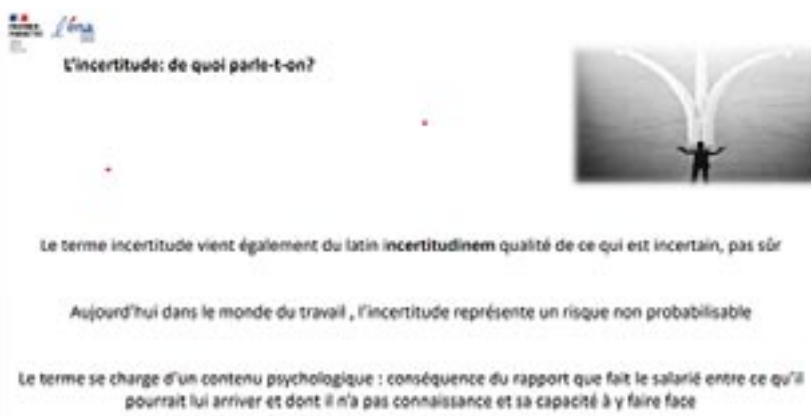 l'éna
L'incertitude: de quoi parle-t-on?
Le terme incertitude vient également du latin incertitudinem qualité de ce qui est incertain, pas sûr
Aujourd'hui dans le monde du travail , l'incertitude représente un risque non probabilisable
Le terme se charge d'un contenu psychologique : conséquence du rapport que fait le salarié entre ce qu'il
pourrait lui arriver et dont il n'a pas connaissance et sa capacité à y faire face